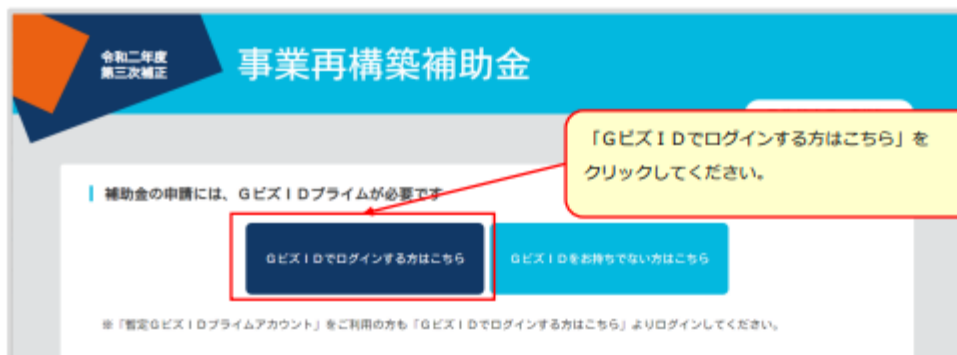 令和二年度
第三次補正
事業再構築補助金
「GビズIDでログインする方はこちら」を
クリックしてください。
補助金の申請には、GビズIDプライムが必要です
GビズIDでログインする方はこちら
GビズIDをお持ちでない方はこちら
※「暫定GビズIDプライムアカウント」をご利用の方も「GビズIDでログインする方はこちら」よりログインしてください。